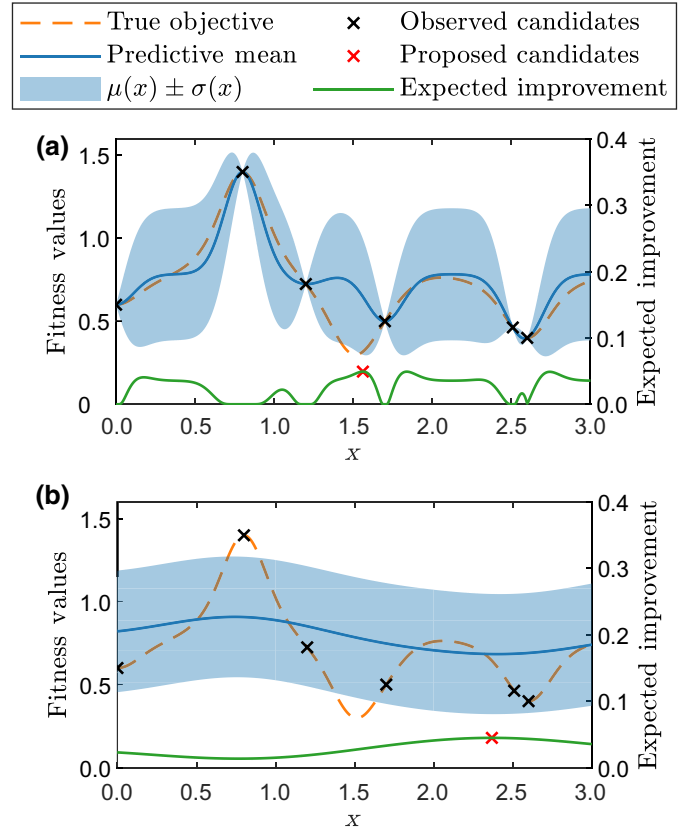 True objective Observed candidates
Predictive mean Proposed candidates
μ(x) ± σ(x) Expected improvement
(a)
Fitness values
1.5
1.0
0.5
0
0.4
0.3
0.2
0.1
0.0
Expected improvement
0.0 0.5 1.0 1.5 2.0 2.5 3.0
x
(b)
Fitness values
1.5
1.0
0.5
0.0
0.4
0.3
0.2
0.1
0.0
Expected improvement
0.0 0.5 1.0 1.5 2.0 2.5 3.0
x